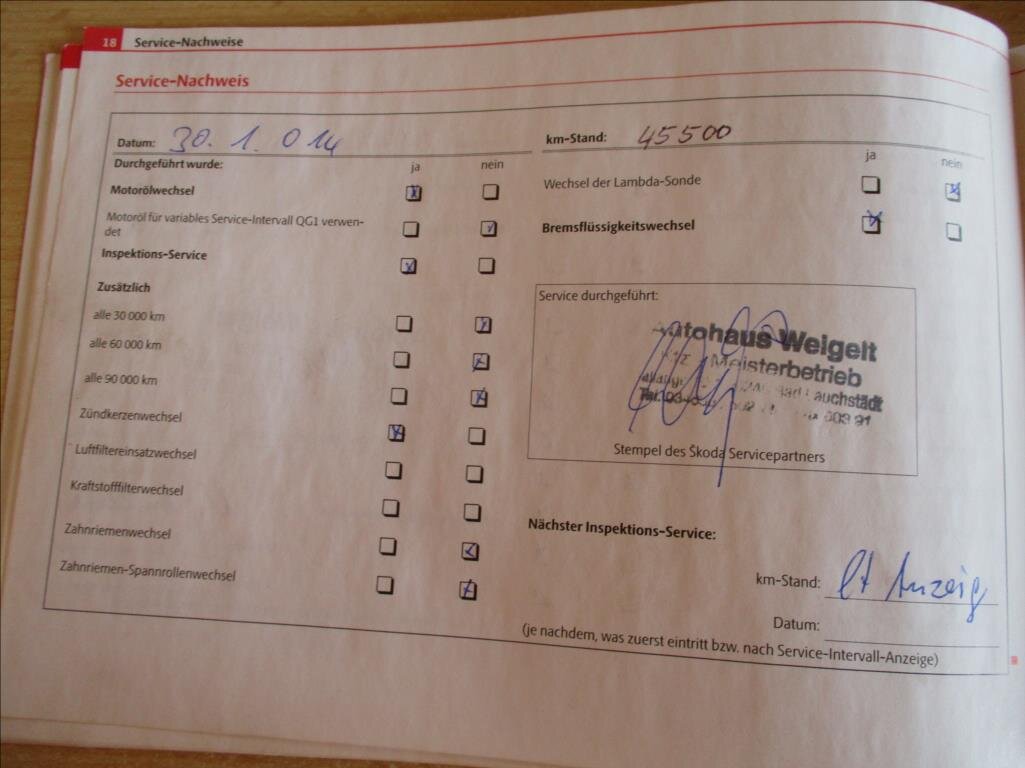 18 Service-Nachweise
Service-Nachweis
Datum: 30. 1. 014
km-Stand: 45500
Durchgeführt wurde:
ja nein
ja nein
Motorölwechsel
Wechsel der Lambda-Sonde
Motoröl für variables Service-Intervall QG1 verwen-
det
Bremsflüssigkeitswechsel
Inspektions-Service
Zusätzlich
alle 30 000 km
alle 60 000 km
alle 90 000 km
Zündkerzenwechsel
Luftfiltereinsatzwechsel
Kraftstofffilterwechsel
Zahnriemenwechsel
Zahnriemen-Spannrollenwechsel
Service durchgeführt:
Autohaus Weigelt
Meisterbetrieb
Bad Lauchstädt
Stempel des Škoda Servicepartners
Nächster Inspektions-Service:
km-Stand: lt Anzeig
Datum:
(je nachdem, was zuerst eintritt bzw. nach Service-Intervall-Anzeige)